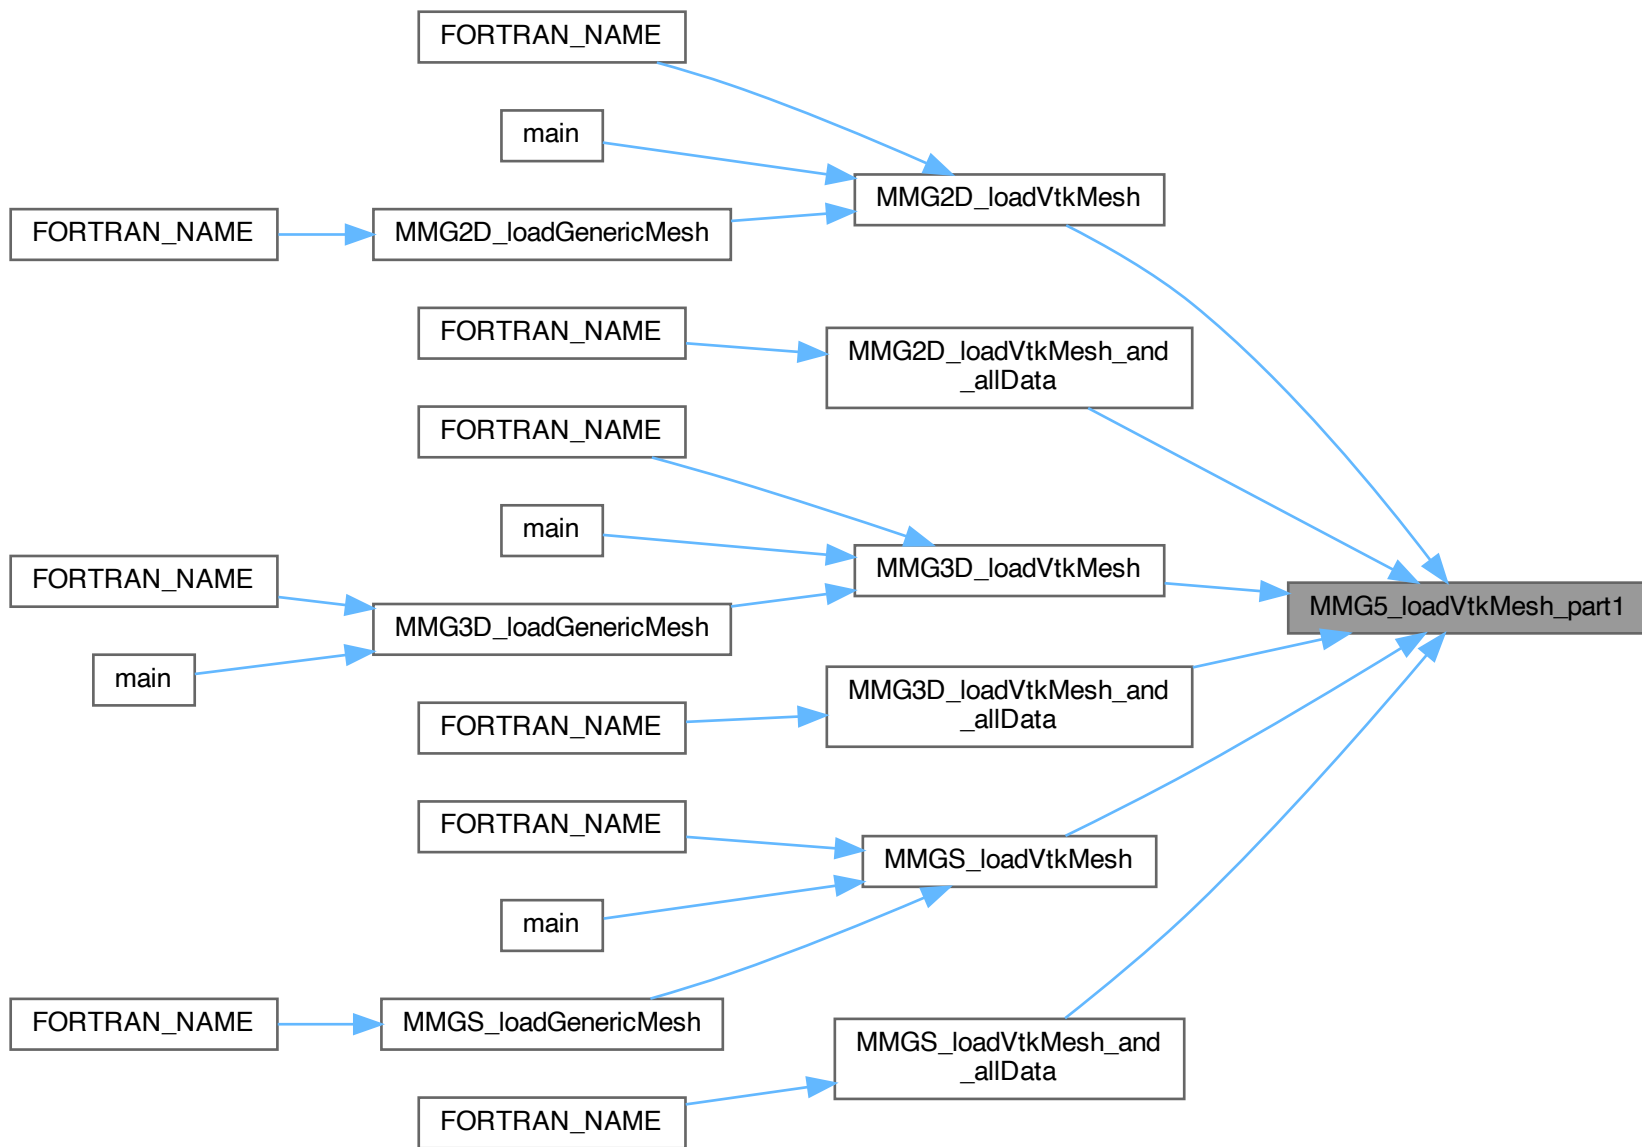 FORTRAN_NAME
main
MMG2D_loadVtkMesh
FORTRAN_NAME
MMG2D_loadGenericMesh
FORTRAN_NAME
MMG2D_loadVtkMesh_and
_allData
FORTRAN_NAME
main
MMG3D_loadVtkMesh
FORTRAN_NAME
MMG5_loadVtkMesh_part1
MMG3D_loadGenericMesh
main
MMG3D_loadVtkMesh_and
_allData
FORTRAN_NAME
FORTRAN_NAME
MMGS_loadVtkMesh
main
FORTRAN_NAME
MMGS_loadGenericMesh
MMGS_loadVtkMesh_and
_allData
FORTRAN_NAME